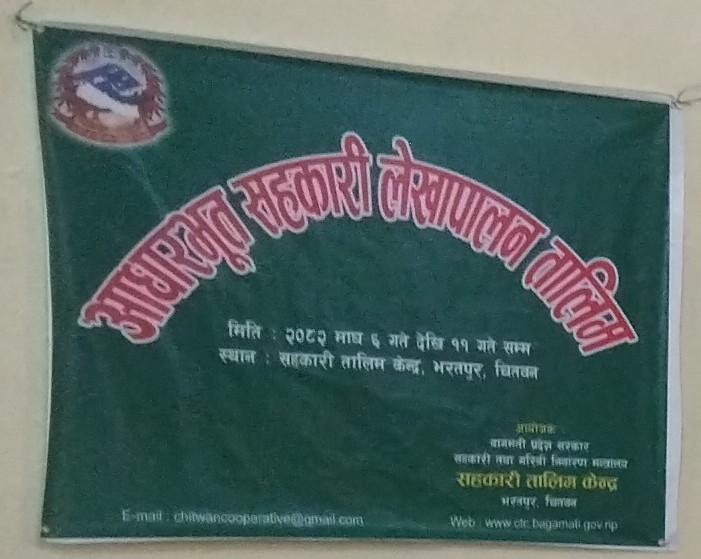 आधारभूत सहकारी लेखापालन तालिम
मिति : २०८२ माघ ६ गते देखि ११ गते सम्म
स्थान : सहकारी तालिम केन्द्र, भरतपुर, चितवन
आयोजक
बागमती प्रदेश सरकार
सहकारी तथा गरिवी निवारण मन्त्रालय
सहकारी तालिम केन्द्र
भरतपुर, चितवन
E-mail : chitwancooparative@gmail.com
Web : www.ctc.bagamati.gov.np